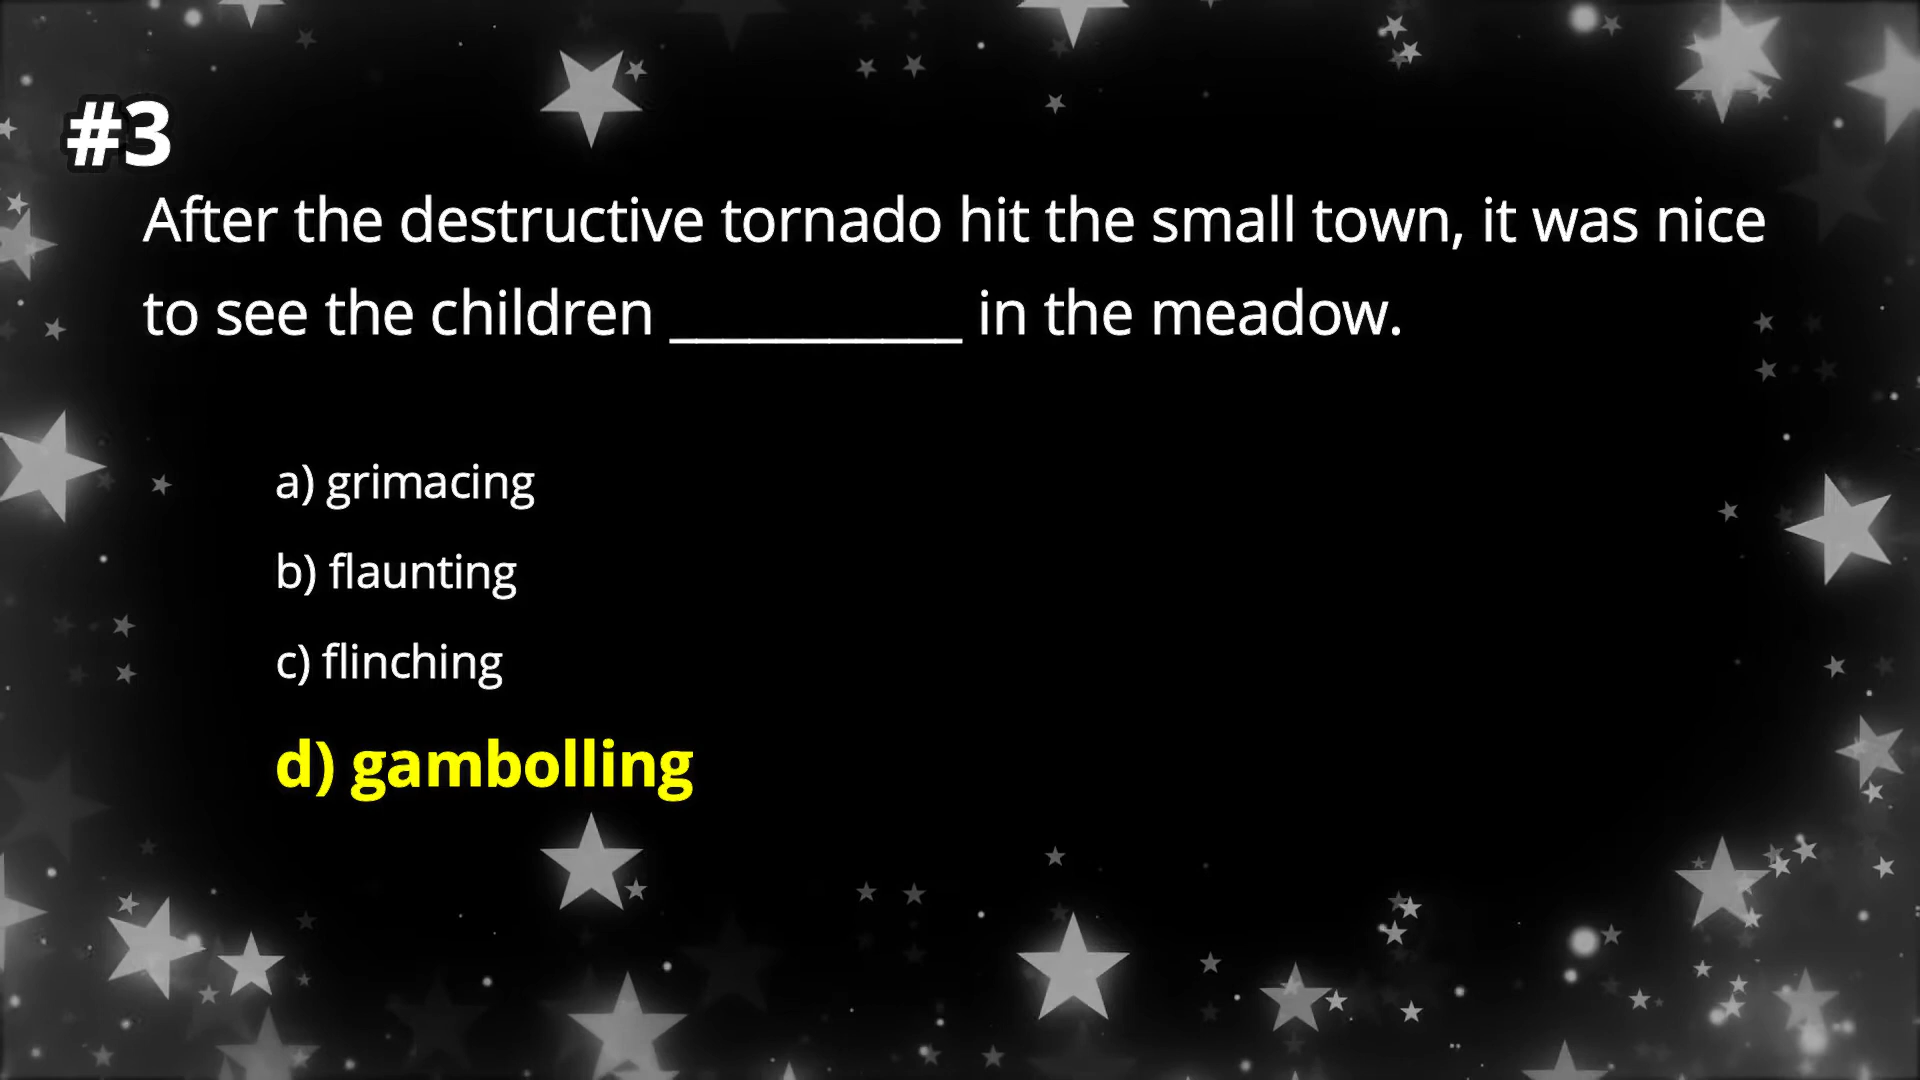 #3
After the destructive tornado hit the small town, it was nice
to see the children __________ in the meadow.
a) grimacing
b) flaunting
c) flinching
d) gambolling